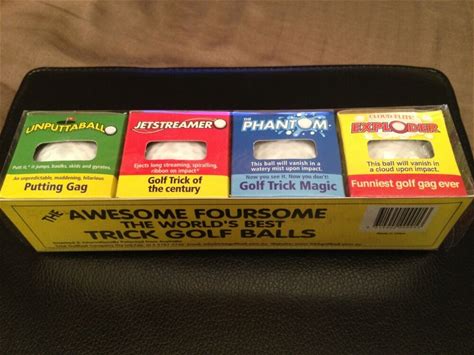 UNPUTTABALL
Putt it, it jumps, baulks, skids and gyrates,
An unpredictable, maddening, hilarious
Putting Gag
JETSTREAMER
Ejects long streaming, spiralling,
ribbon on impact*
Golf Trick of
the century
THE
PHANTOM
This ball will vanish in a
watery mist upon impact*
Now you see it. Now you don't!
Golf Trick Magic
EXPLODER
This ball will vanish in
a cloud upon impact*
Funniest golf gag ever
THE AWESOME FOURSOME
THE WORLD'S BEST
TRICK GOLF BALLS